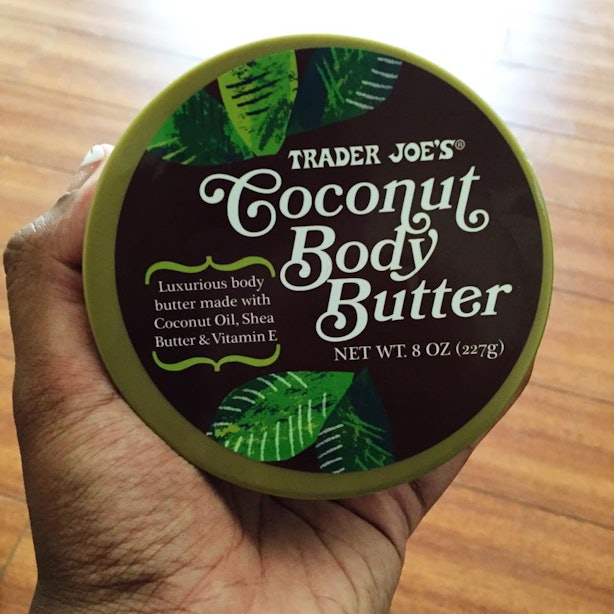 TRADER JOE'S®
Coconut
Body
Butter
Luxurious body
butter made with
Coconut Oil, Shea
Butter & Vitamin E
NET WT. 8 OZ (227g)